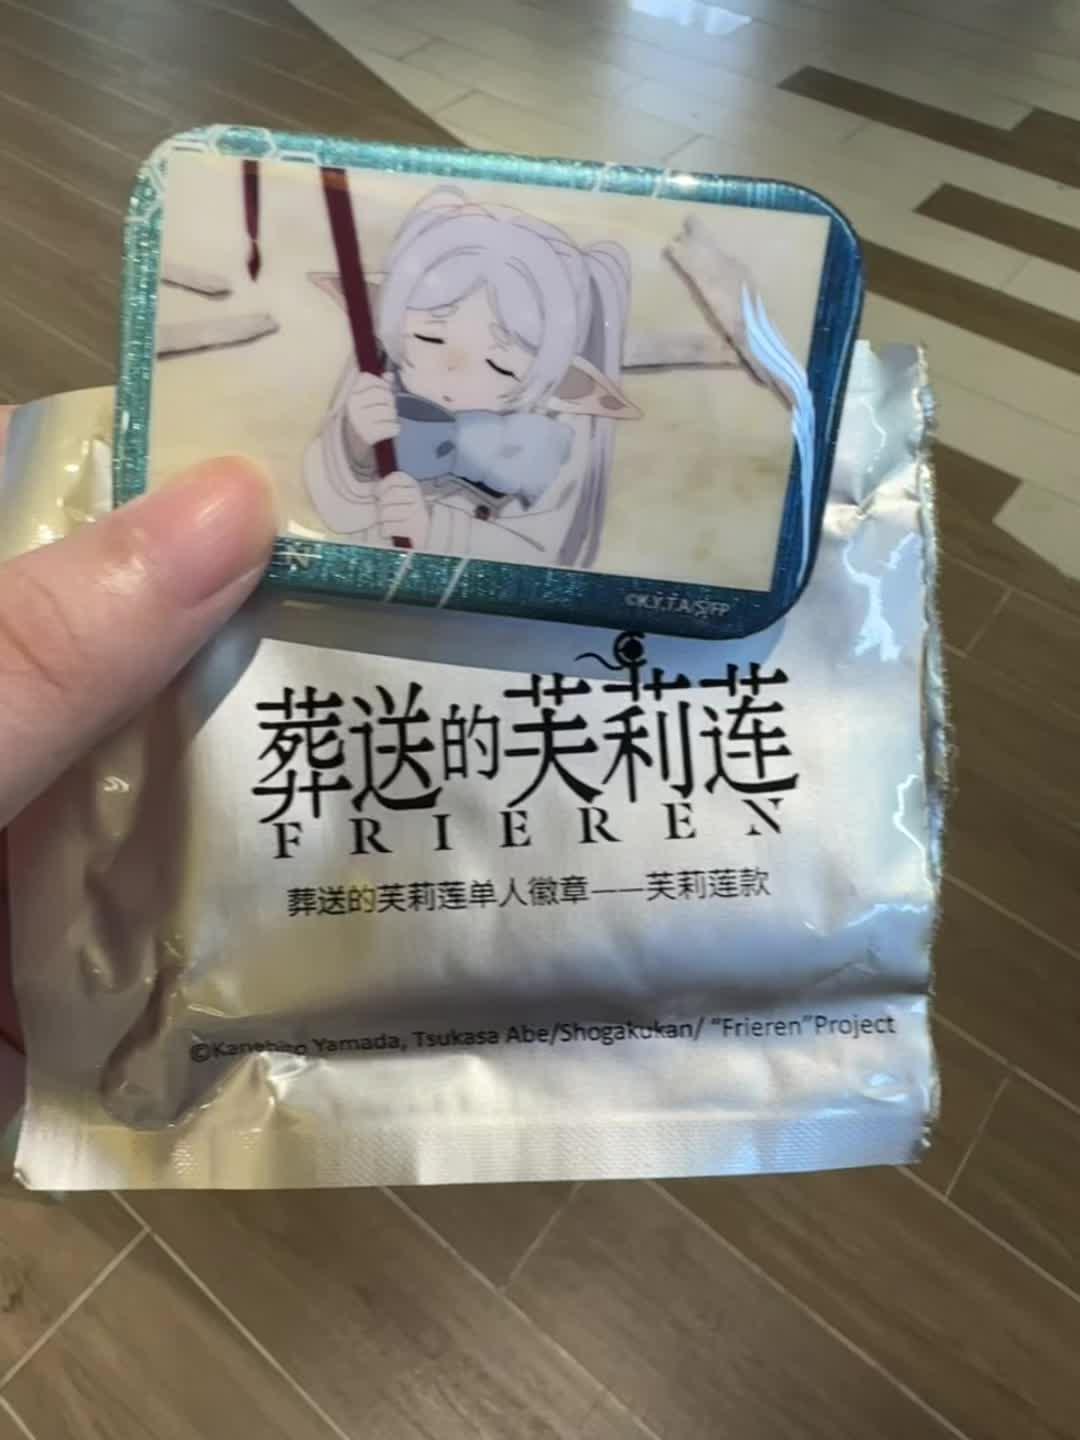 ©K.Y,T.A/S/FP
葬送的芙莉莲
FRIEREN
葬送的芙莉莲单人徽章——芙莉莲款
©Kanehito Yamada, Tsukasa Abe/Shogakukan/ “Frieren”Project